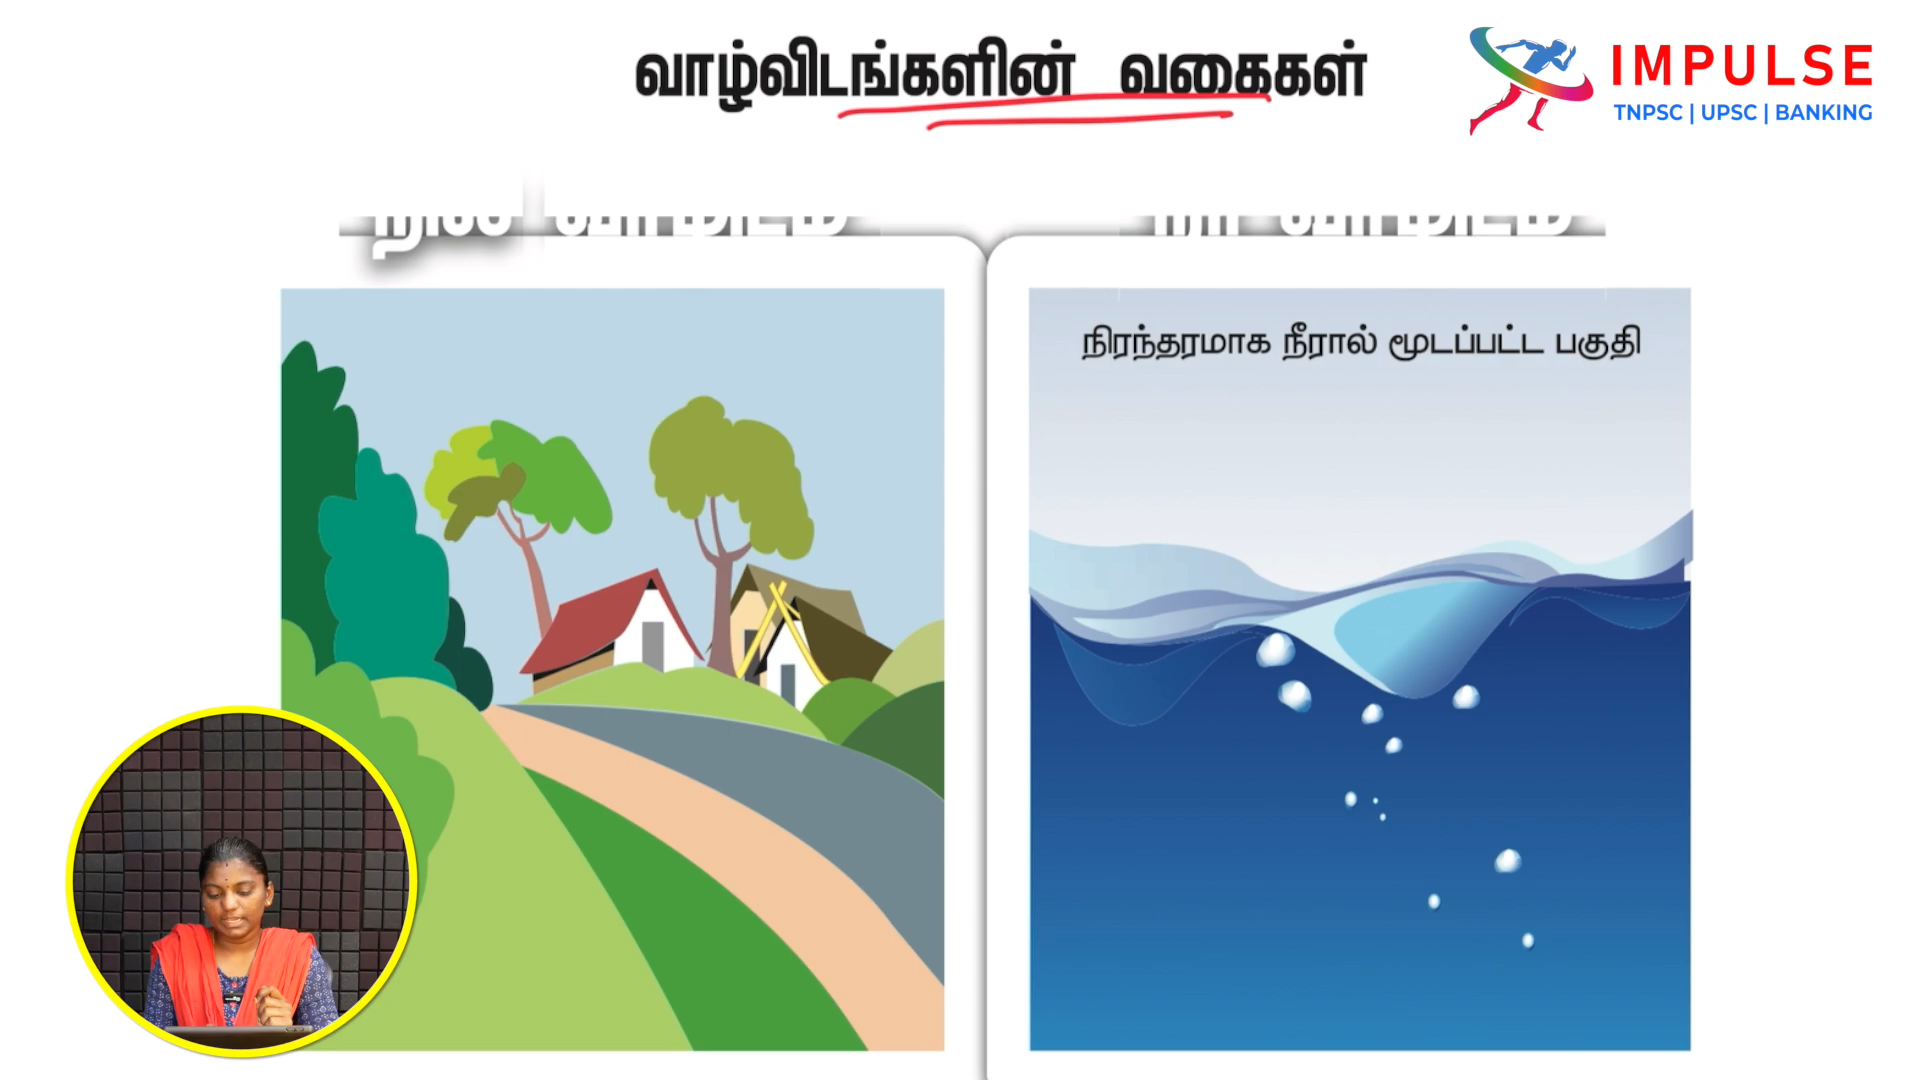 வாழ்விடங்களின் வகைகள்
IMPULSE
TNPSC | UPSC | BANKING
நிரந்தரமாக நீரால் மூடப்பட்ட பகுதி